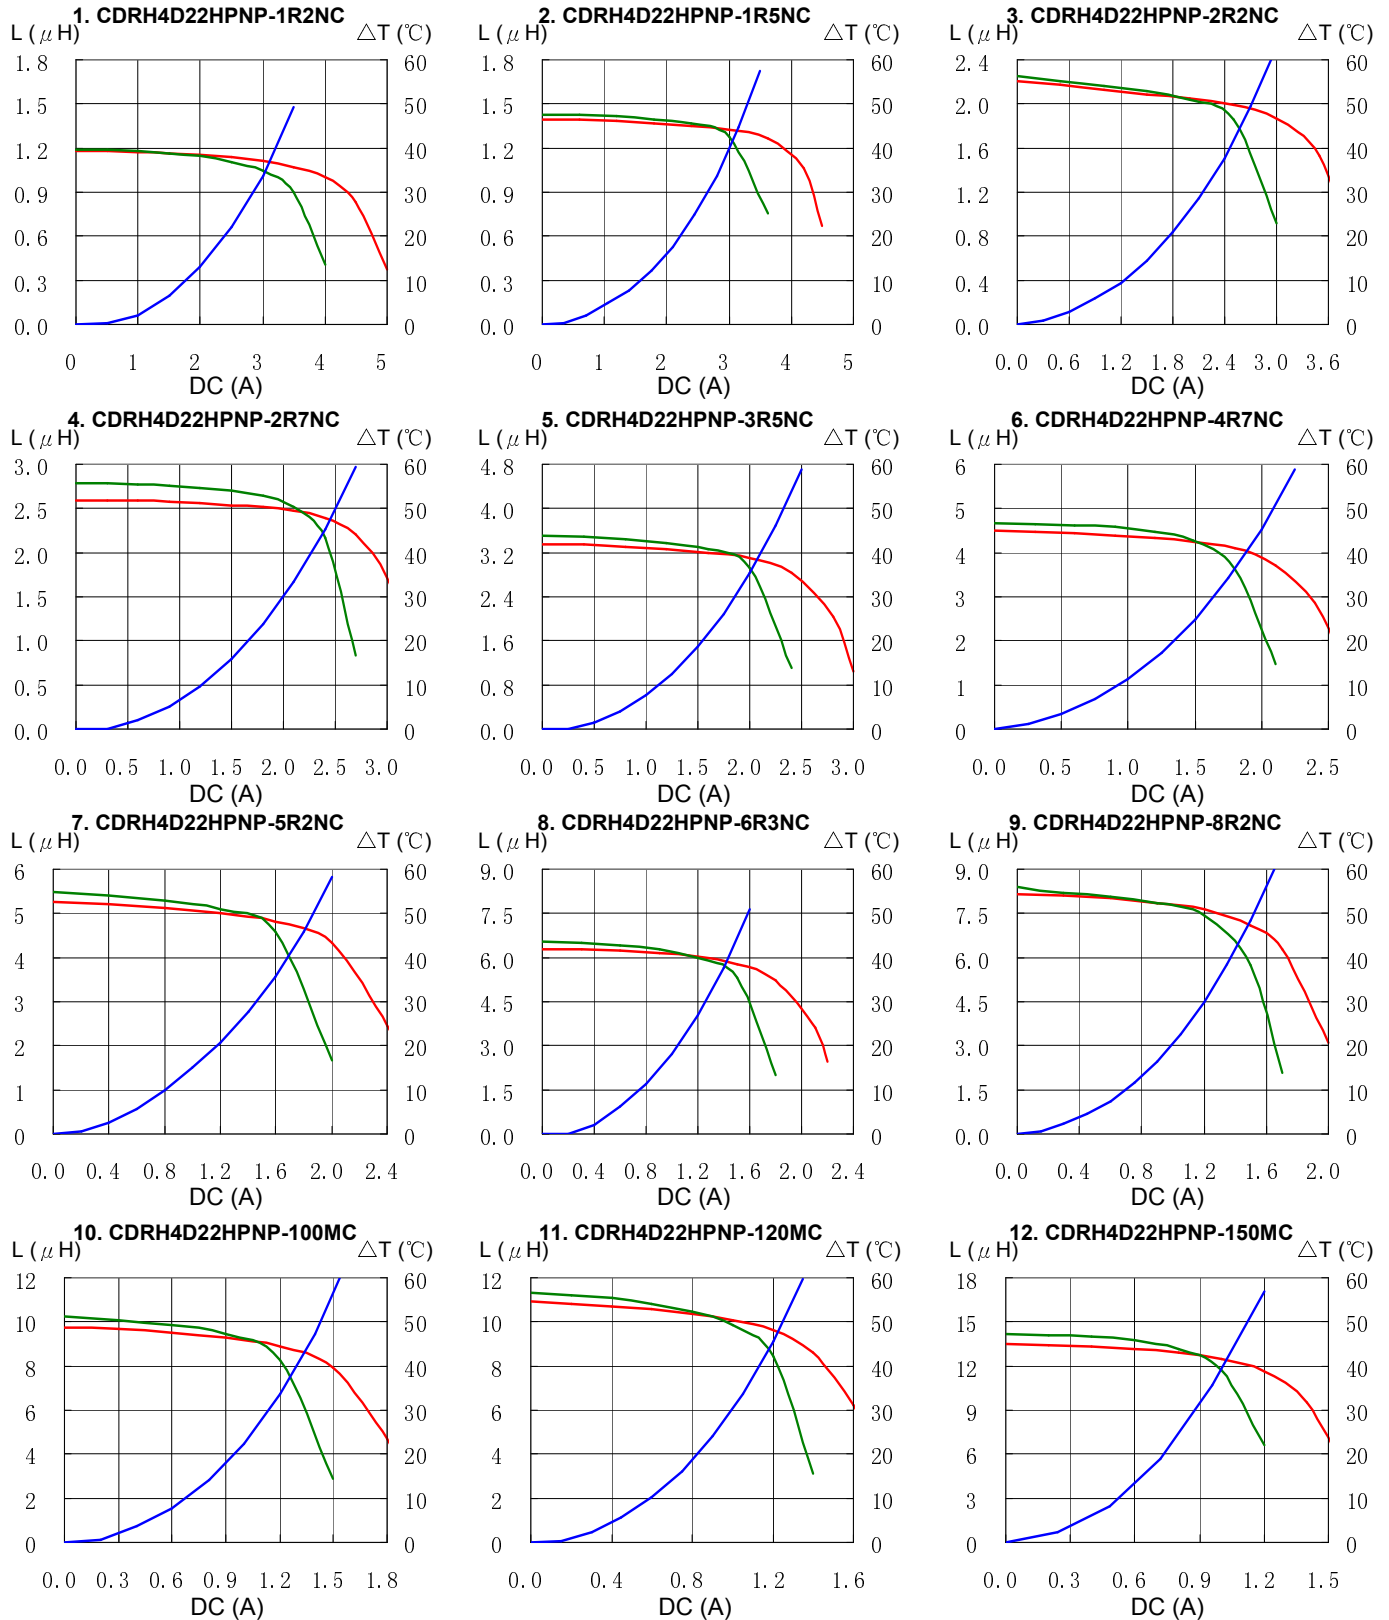 1. CDRH4D22HPNP-1R2NC
L (μH) △T (℃)
1.8 60
1.5 50
1.2 40
0.9 30
0.6 20
0.3 10
0.0 0
0 1 2 3 4 5
DC (A)
2. CDRH4D22HPNP-1R5NC
L (μH) △T (℃)
1.8 60
1.5 50
1.2 40
0.9 30
0.6 20
0.3 10
0.0 0
0 1 2 3 4 5
DC (A)
3. CDRH4D22HPNP-2R2NC
L (μH) △T (℃)
2.4 60
2.0 50
1.6 40
1.2 30
0.8 20
0.4 10
0.0 0
0.0 0.6 1.2 1.8 2.4 3.0 3.6
DC (A)
4. CDRH4D22HPNP-2R7NC
L (μH) △T (℃)
3.0 60
2.5 50
2.0 40
1.5 30
1.0 20
0.5 10
0.0 0
0.0 0.5 1.0 1.5 2.0 2.5 3.0
DC (A)
5. CDRH4D22HPNP-3R5NC
L (μH) △T (℃)
4.8 60
4.0 50
3.2 40
2.4 30
1.6 20
0.8 10
0.0 0
0.0 0.5 1.0 1.5 2.0 2.5 3.0
DC (A)
6. CDRH4D22HPNP-4R7NC
L (μH) △T (℃)
6 60
5 50
4 40
3 30
2 20
1 10
0 0
0.0 0.5 1.0 1.5 2.0 2.5
DC (A)
7. CDRH4D22HPNP-5R2NC
L (μH) △T (℃)
6 60
5 50
4 40
3 30
2 20
1 10
0 0
0.0 0.4 0.8 1.2 1.6 2.0 2.4
DC (A)
8. CDRH4D22HPNP-6R3NC
L (μH) △T (℃)
9.0 60
7.5 50
6.0 40
4.5 30
3.0 20
1.5 10
0.0 0
0.0 0.4 0.8 1.2 1.6 2.0 2.4
DC (A)
9. CDRH4D22HPNP-8R2NC
L (μH) △T (℃)
9.0 60
7.5 50
6.0 40
4.5 30
3.0 20
1.5 10
0.0 0
0.0 0.4 0.8 1.2 1.6 2.0
DC (A)
10. CDRH4D22HPNP-100MC
L (μH) △T (℃)
12 60
10 50
8 40
6 30
4 20
2 10
0 0
0.0 0.3 0.6 0.9 1.2 1.5 1.8
DC (A)
11. CDRH4D22HPNP-120MC
L (μH) △T (℃)
12 60
10 50
8 40
6 30
4 20
2 10
0 0
0.0 0.4 0.8 1.2 1.6
DC (A)
12. CDRH4D22HPNP-150MC
L (μH) △T (℃)
18 60
15 50
12 40
9 30
6 20
3 10
0 0
0.0 0.3 0.6 0.9 1.2 1.5
DC (A)